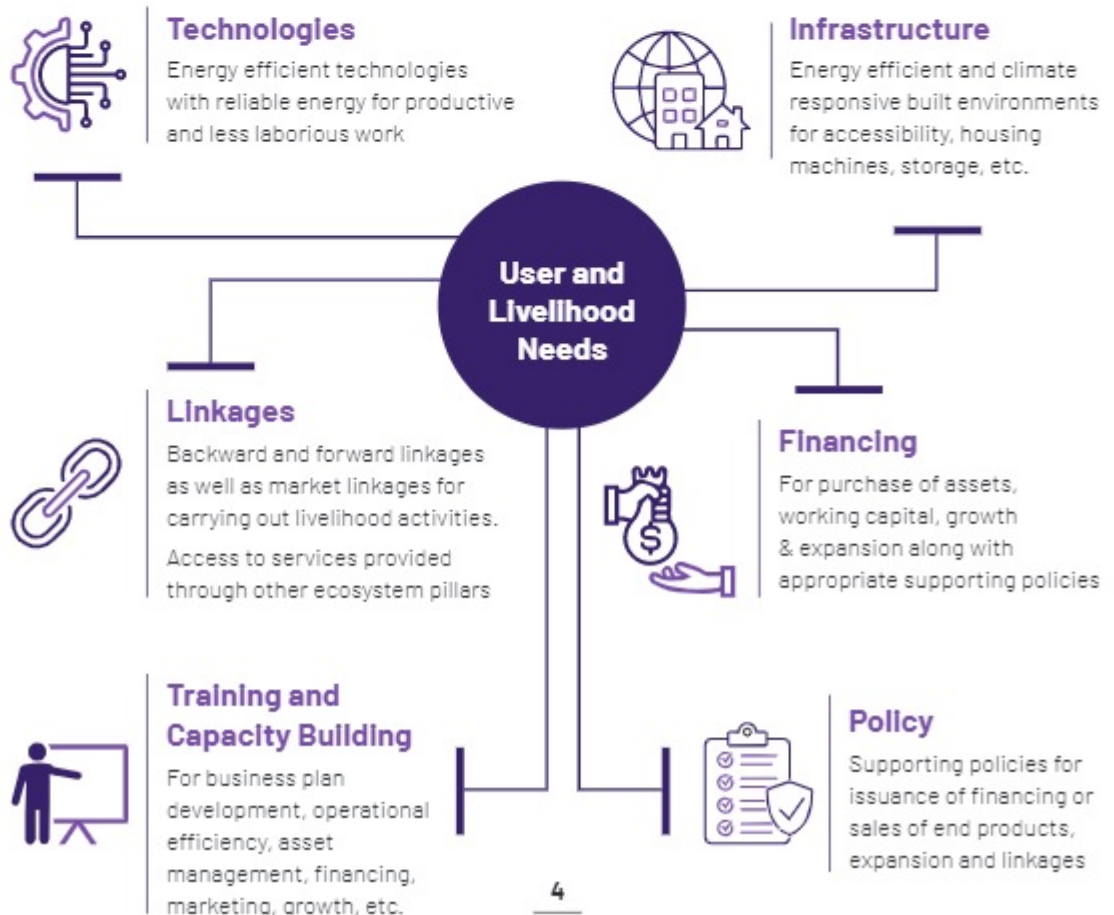 Technologies
Energy efficient technologies
with reliable energy for productive
and less laborious work
Infrastructure
Energy efficient and climate
responsive built environments
for accessibility, housing
machines, storage, etc.
User and
Livelihood
Needs
Linkages
Backward and forward linkages
as well as market linkages for
carrying out livelihood activities.
Access to services provided
through other ecosystem pillars
Financing
$
For purchase of assets,
working capital, growth
& expansion along with
appropriate supporting policies
Training and
Capacity Building
For business plan
development, operational
efficiency, asset
management, financing,
marketing, growth, etc.
Policy
Supporting policies for
issuance of financing or
sales of end products,
expansion and linkages
4